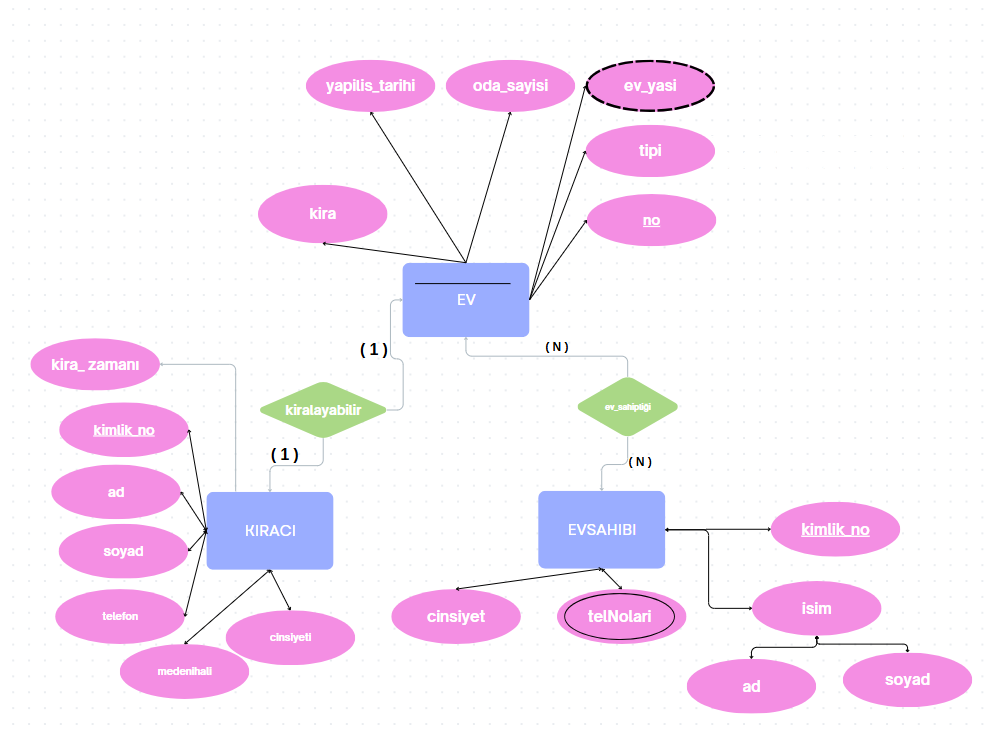 yapilis_tarihi
oda_sayisi
ev_yasi
tipi
kira
no
EV
( 1 )
( N )
kira_ zamanı
kiralayabilir
ev_sahipliği
kimlik_no
( 1 )
( N )
ad
KIRACI
EVSAHIBI
kimlik_no
soyad
telefon
cinsiyeti
cinsiyet
telNolari
isim
medenihali
ad
soyad